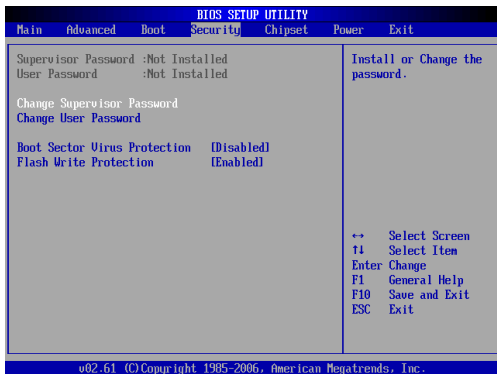 BIOS SETUP UTILITY
Main Advanced Boot Security Chipset Power Exit
Supervisor Password :Not Installed
User Password :Not Installed
Change Supervisor Password
Change User Password
Boot Sector Virus Protection [Disabled]
Flash Write Protection [Enabled]
Install or Change the
password.
↔ Select Screen
↑↓ Select Item
Enter Change
F1 General Help
F10 Save and Exit
ESC Exit
v02.61 (C)Copyright 1985-2006, American Megatrends, Inc.